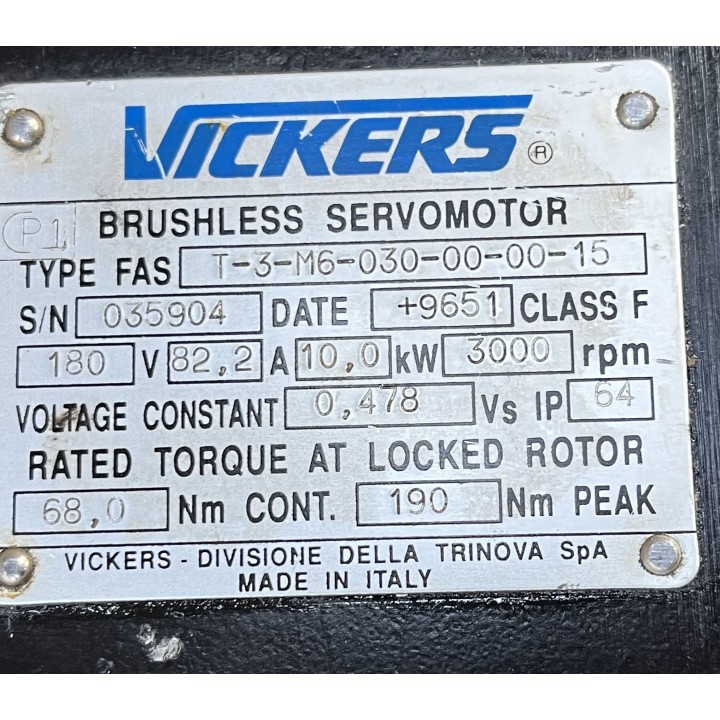 VICKERS ®
P1 BRUSHLESS SERVOMOTOR
TYPE FAS T-3-M6-030-00-00-15
S/N 035904 DATE +9651 CLASS F
180 V 82,2 A 10,0 kW 3000 rpm
VOLTAGE CONSTANT 0,478 Vs IP 64
RATED TORQUE AT LOCKED ROTOR
68,0 Nm CONT. 190 Nm PEAK
VICKERS - DIVISIONE DELLA TRINOVA SpA
MADE IN ITALY